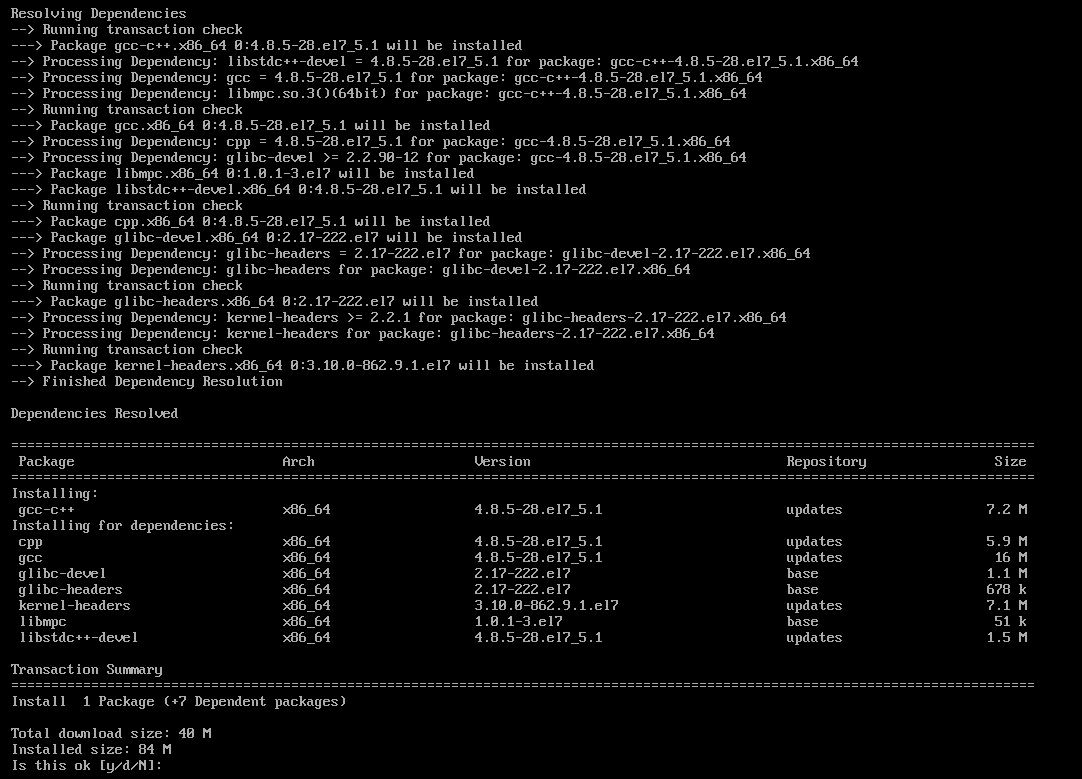 Resolving Dependencies
--> Running transaction check
---> Package gcc-c++.x86_64 0:4.8.5-28.el7_5.1 will be installed
--> Processing Dependency: libstdc++-devel = 4.8.5-28.el7_5.1 for package: gcc-c++-4.8.5-28.el7_5.1.x86_64
--> Processing Dependency: gcc = 4.8.5-28.el7_5.1 for package: gcc-c++-4.8.5-28.el7_5.1.x86_64
--> Processing Dependency: libmpc.so.3()(64bit) for package: gcc-c++-4.8.5-28.el7_5.1.x86_64
--> Running transaction check
---> Package gcc.x86_64 0:4.8.5-28.el7_5.1 will be installed
--> Processing Dependency: cpp = 4.8.5-28.el7_5.1 for package: gcc-4.8.5-28.el7_5.1.x86_64
--> Processing Dependency: glibc-devel >= 2.2.90-12 for package: gcc-4.8.5-28.el7_5.1.x86_64
---> Package libmpc.x86_64 0:1.0.1-3.el7 will be installed
---> Package libstdc++-devel.x86_64 0:4.8.5-28.el7_5.1 will be installed
--> Running transaction check
---> Package cpp.x86_64 0:4.8.5-28.el7_5.1 will be installed
---> Package glibc-devel.x86_64 0:2.17-222.el7 will be installed
--> Processing Dependency: glibc-headers = 2.17-222.el7 for package: glibc-devel-2.17-222.el7.x86_64
--> Processing Dependency: glibc-headers for package: glibc-devel-2.17-222.el7.x86_64
--> Running transaction check
---> Package glibc-headers.x86_64 0:2.17-222.el7 will be installed
--> Processing Dependency: kernel-headers >= 2.2.1 for package: glibc-headers-2.17-222.el7.x86_64
--> Processing Dependency: kernel-headers for package: glibc-headers-2.17-222.el7.x86_64
--> Running transaction check
---> Package kernel-headers.x86_64 0:3.10.0-862.9.1.el7 will be installed
--> Finished Dependency Resolution

Dependencies Resolved

================================================================================================================================
 Package                          Arch                    Version                                Repository                Size
================================================================================================================================
Installing:
 gcc-c++                          x86_64                  4.8.5-28.el7_5.1                       updates                  7.2 M
Installing for dependencies:
 cpp                              x86_64                  4.8.5-28.el7_5.1                       updates                  5.9 M
 gcc                              x86_64                  4.8.5-28.el7_5.1                       updates                   16 M
 glibc-devel                      x86_64                  2.17-222.el7                           base                     1.1 M
 glibc-headers                    x86_64                  2.17-222.el7                           base                     678 k
 kernel-headers                   x86_64                  3.10.0-862.9.1.el7                     updates                  7.1 M
 libmpc                           x86_64                  1.0.1-3.el7                            base                      51 k
 libstdc++-devel                  x86_64                  4.8.5-28.el7_5.1                       updates                  1.5 M

Transaction Summary
================================================================================================================================
Install  1 Package (+7 Dependent packages)

Total download size: 40 M
Installed size: 84 M
Is this ok [y/d/N]: